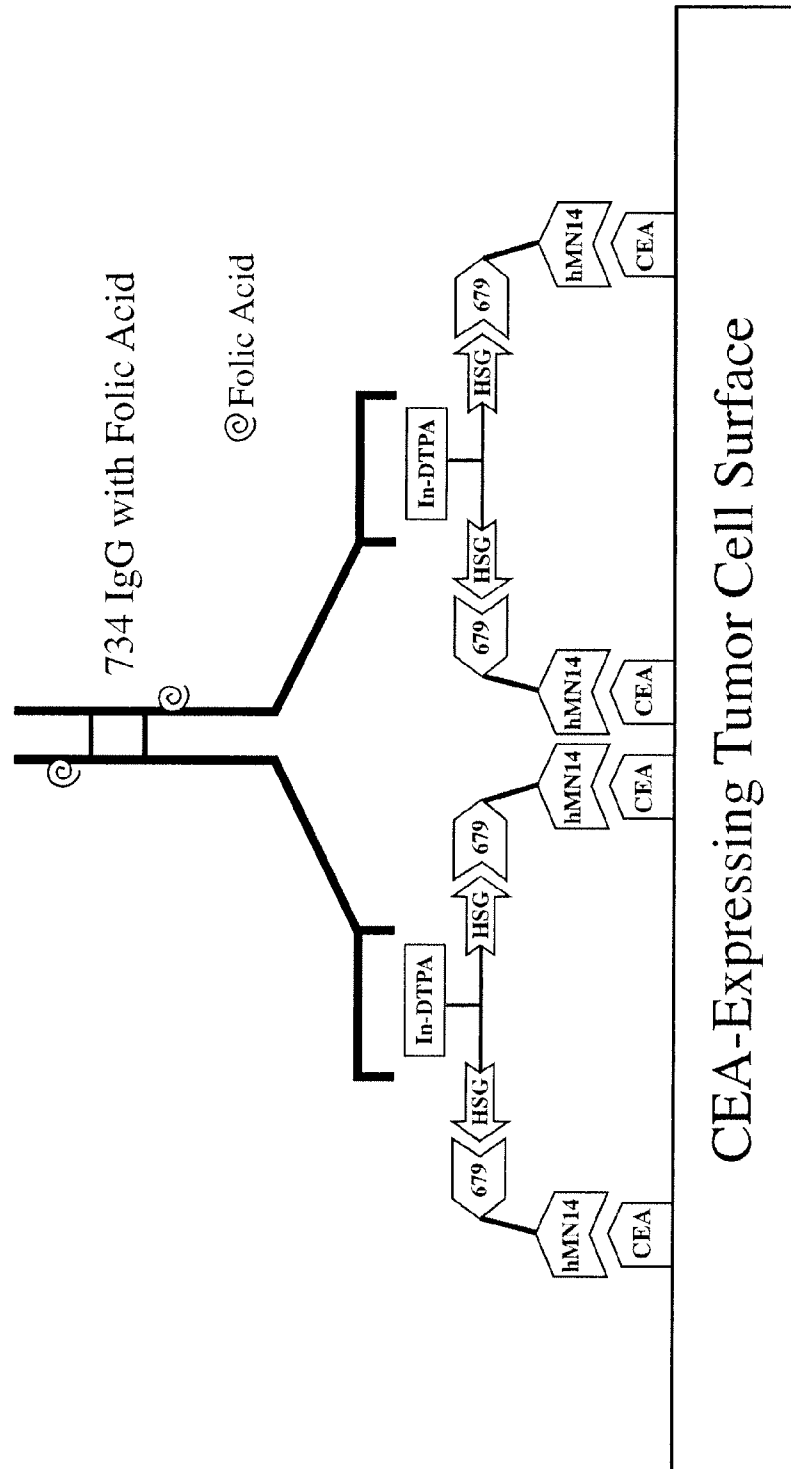 734 IgG with Folic Acid
Folic Acid
In-DTPA
In-DTPA
679
HSG
HSG
679
679
HSG
HSG
679
hMN14
hMN14
hMN14
hMN14
CEA
CEA
CEA
CEA
CEA-Expressing Tumor Cell Surface